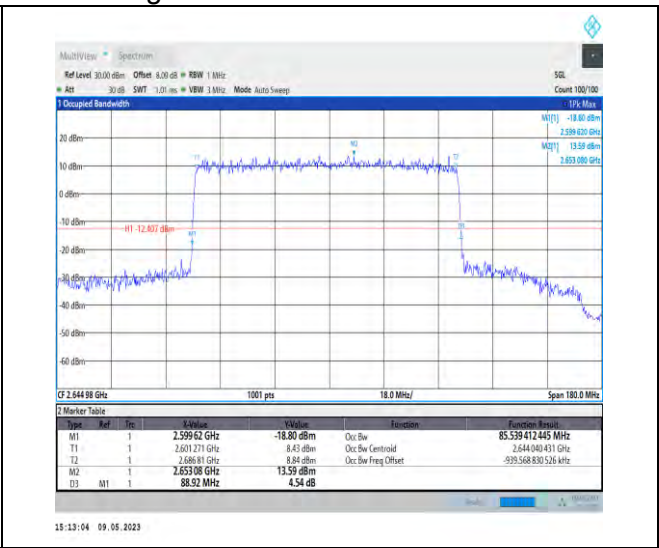 MultiView Spectrum
Ref Level 30.00 dBm Offset 8.00 dB RBW 1 MHz SGL
Att 30 dB SWT 1.01 ms VBW 3 MHz Mode Auto Sweep Count 100/100
1 Occupied Bandwidth 1Pk Max
M1[1] -18.80 dBm
2.599 620 GHz
M2[1] 13.59 dBm
2.653 080 GHz
20 dBm
M2
T1 T2
10 dBm
0 dBm
-10 dBm
H1 -12.407 dBm
M1
-20 dBm
-30 dBm
-40 dBm
-50 dBm
-60 dBm
CF 2.644 98 GHz 1001 pts 18.0 MHz/ Span 180.0 MHz
2 Marker Table
Type Ref Trc X-Value Y-Value Function Function Result
M1 1 2.599 62 GHz -18.80 dBm Occ Bw 85.539 412 445 MHz
T1 1 2.601 271 GHz 8.43 dBm Occ Bw Centroid 2.644 040 431 GHz
T2 1 2.686 81 GHz 8.84 dBm Occ Bw Freq Offset -939.568 830 526 kHz
M2 1 2.653 08 GHz 13.59 dBm
D3 M1 1 88.92 MHz 4.54 dB
15:13:04 09.05.2023